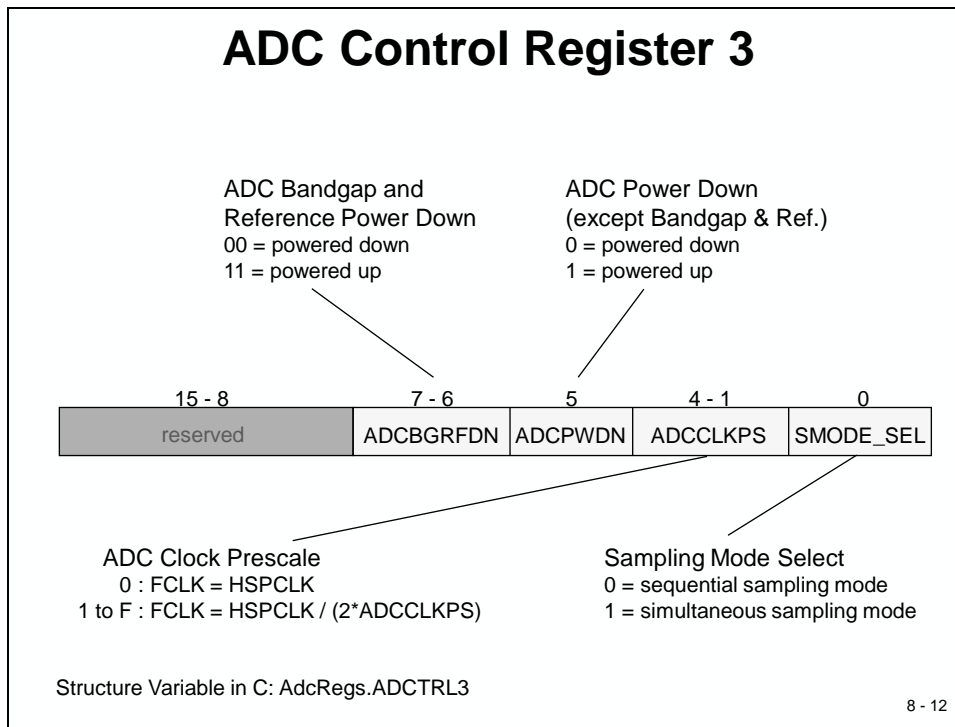 ADC Control Register 3
ADC Bandgap and
Reference Power Down
00 = powered down
11 = powered up
ADC Power Down
(except Bandgap & Ref.)
0 = powered down
1 = powered up
15 - 8 7 - 6 5 4 - 1 0
reserved ADCBGRFDN ADCPWDN ADCCLKPS SMODE_SEL
ADC Clock Prescale
0 : FCLK = HSPCLK
1 to F : FCLK = HSPCLK / (2*ADCCLKPS)
Sampling Mode Select
0 = sequential sampling mode
1 = simultaneous sampling mode
Structure Variable in C: AdcRegs.ADCTRL3
8 - 12